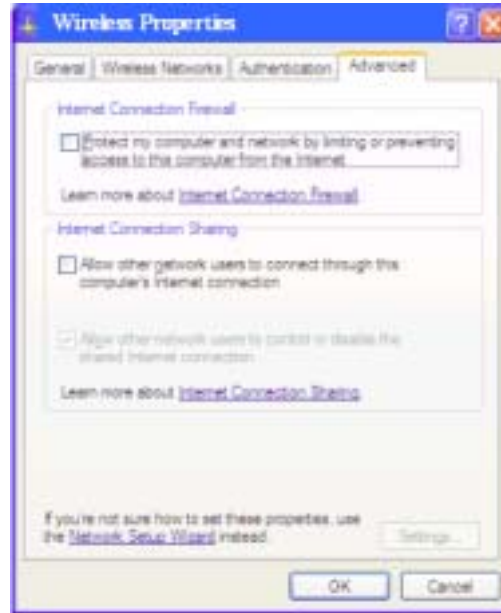 Wireless Properties
General
Wireless Networks
Authentication
Advanced
Internet Connection Firewall
Protect my computer and network by limiting or preventing
access to this computer from the Internet
Learn more about Internet Connection Firewall.
Internet Connection Sharing
Allow other network users to connect through this
computer's Internet connection
Allow other network users to control or disable the
shared Internet connection
Learn more about Internet Connection Sharing.
If you're not sure how to set these properties, use
the Network Setup Wizard instead.
Settings...
OK
Cancel